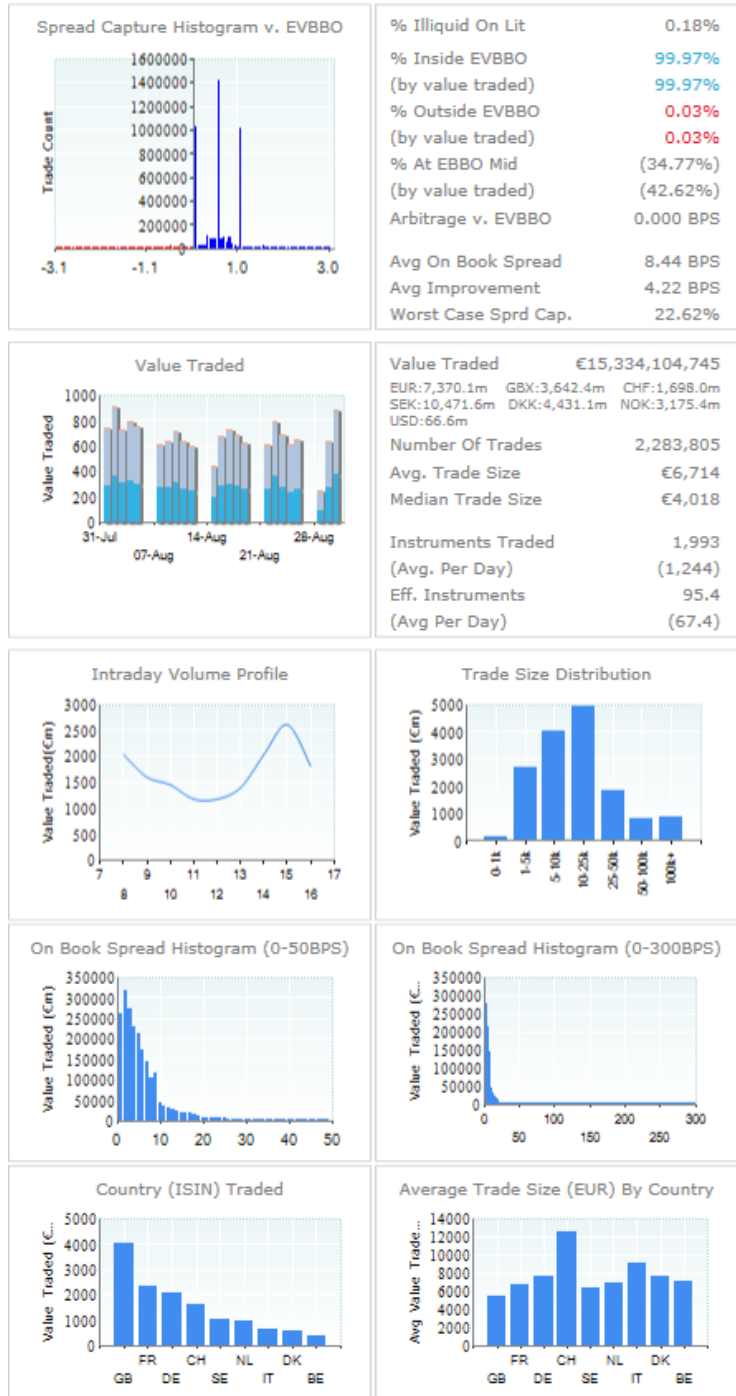 Spread Capture Histogram v. EVBBO
Trade Count
1600000
1400000
1200000
1000000
800000
600000
400000
200000
0
-3.1 -1.1 1.0 3.0
% Illiquid On Lit 0.18%
% Inside EVBBO 99.97%
(by value traded) 99.97%
% Outside EVBBO 0.03%
(by value traded) 0.03%
% At EBBO Mid (34.77%)
(by value traded) (42.62%)
Arbitrage v. EVBBO 0.000 BPS
Avg On Book Spread 8.44 BPS
Avg Improvement 4.22 BPS
Worst Case Sprd Cap. 22.62%
Value Traded
Value Traded
1000
800
600
400
200
0
31-Jul 14-Aug 28-Aug
07-Aug 21-Aug
Value Traded €15,334,104,745
EUR:7,370.1m GBX:3,642.4m CHF:1,698.0m
SEK:10,471.6m DKK:4,431.1m NOK:3,175.4m
USD:66.6m
Number Of Trades 2,283,805
Avg. Trade Size €6,714
Median Trade Size €4,018
Instruments Traded 1,993
(Avg. Per Day) (1,244)
Eff. Instruments 95.4
(Avg Per Day) (67.4)
Intraday Volume Profile
Value Traded(€m)
3000
2500
2000
1500
1000
500
0
7 9 11 13 15 17
8 10 12 14 16
Trade Size Distribution
Value Traded (€m)
5000
4000
3000
2000
1000
0
0-1k
1-5k
5-10k
10-25k
25-50k
50-100k
100k+
On Book Spread Histogram (0-50BPS)
Value Traded (€m)
350000
300000
250000
200000
150000
100000
50000
0
0 10 20 30 40 50
On Book Spread Histogram (0-300BPS)
Value Traded (€...
350000
300000
250000
200000
150000
100000
50000
0
0 100 200 300
50 150 250
Country (ISIN) Traded
Value Traded (€...
5000
4000
3000
2000
1000
0
FR CH NL DK
GB DE SE IT BE
Average Trade Size (EUR) By Country
Avg Value Trade...
14000
12000
10000
8000
6000
4000
2000
0
FR CH NL DK
GB DE SE IT BE